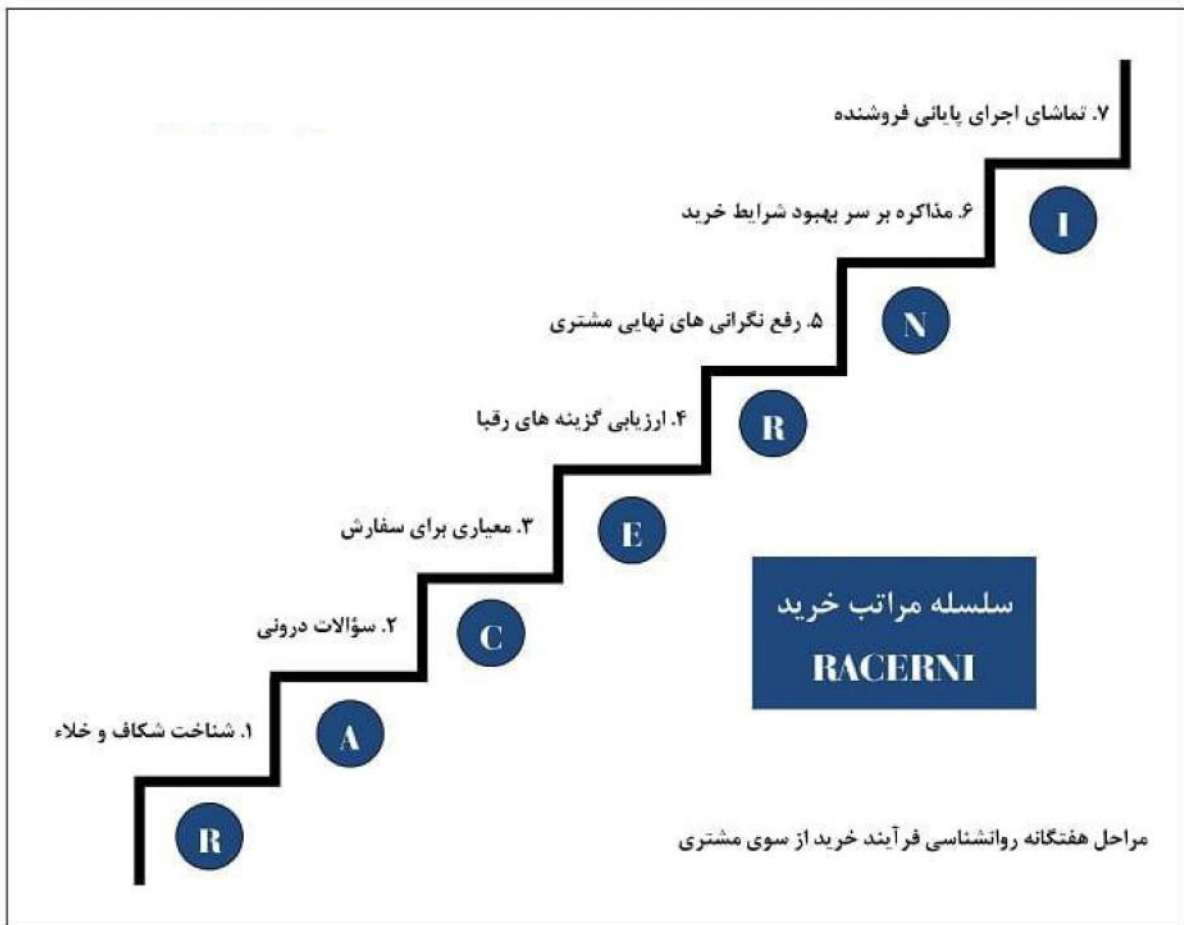 ۷. تماشای اجرای پایانی فروشنده
I
۶. مذاکره بر سر بهبود شرایط خرید
N
۵. رفع نگرانی های نهایی مشتری
R
۴. ارزیابی گزینه های رقبا
E
۳. معیاری برای سفارش
C
۲. سؤالات درونی
A
۱. شناخت شکاف و خلاء
R
سلسله مراتب خرید
RACERNI
مراحل هفتگانه روانشناسی فرآیند خرید از سوی مشتری